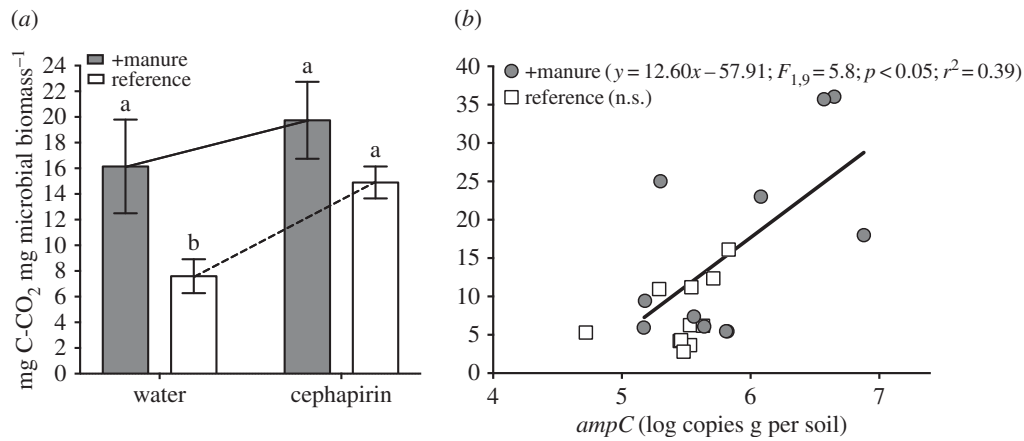 (a)
+manure
reference
mg C-CO₂ mg microbial biomass⁻¹
24
22
20
18
16
14
12
10
8
6
4
2
0
a
b
a
a
water
cephapirin
(b)
+manure (y = 12.60x – 57.91; F₁,₉ = 5.8; p < 0.05; r² = 0.39)
reference (n.s.)
40
35
30
25
20
15
10
5
0
4
5
6
7
ampC (log copies g per soil)